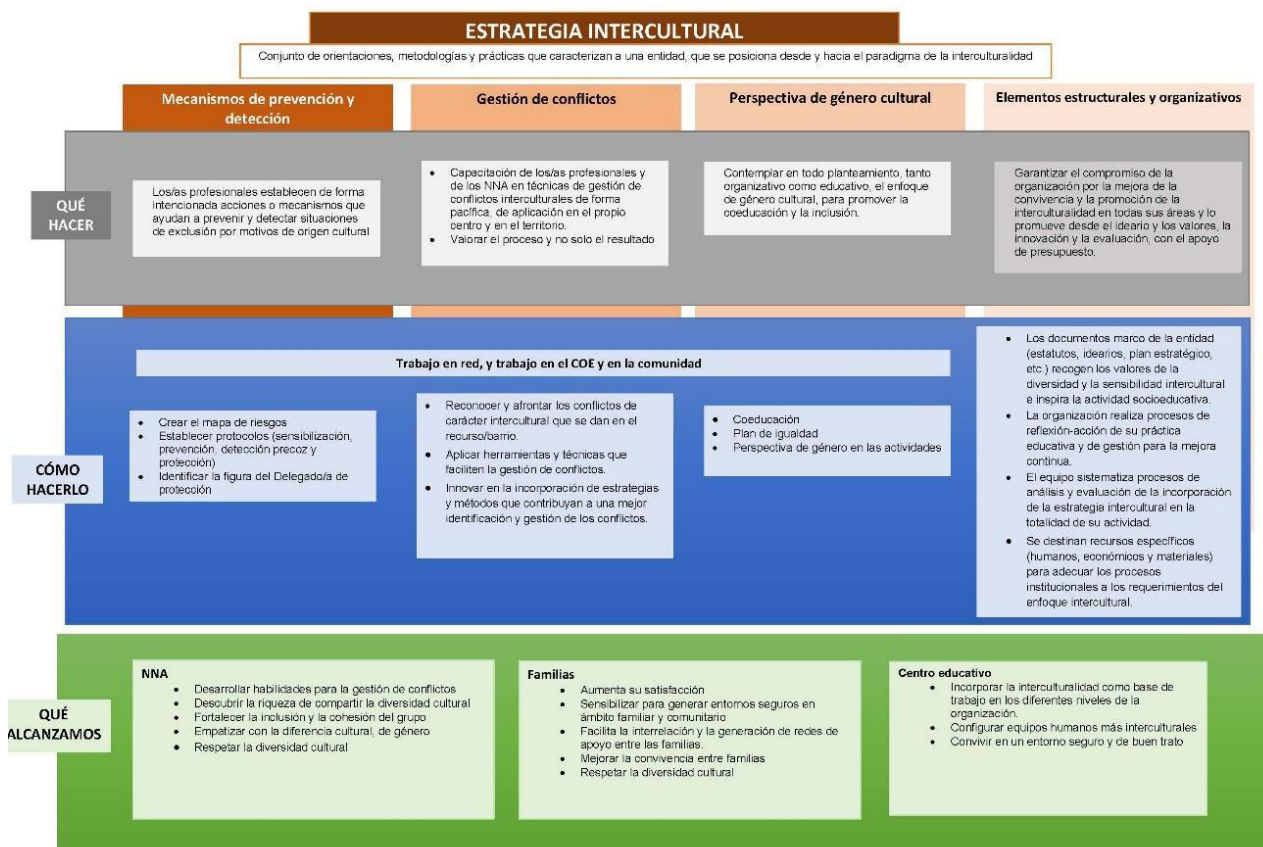 ESTRATEGIA INTERCULTURAL
Conjunto de orientaciones, metodologías y prácticas que caracterizan a una entidad, que se posiciona desde y hacia el paradigma de la interculturalidad
Mecanismos de prevención y
detección
Gestión de conflictos
Perspectiva de género cultural
Elementos estructurales y organizativos
QUÉ
HACER
Los/as profesionales establecen de forma
intencionada acciones o mecanismos que
ayudan a prevenir y detectar situaciones
de exclusión por motivos de origen cultural
• Capacitación de los/as profesionales y
de los NNA en técnicas de gestión de
conflictos interculturales de forma
pacífica, de aplicación en el propio
centro y en el territorio.
• Valorar el proceso y no solo el resultado
Contemplar en todo planteamiento, tanto
organizativo como educativo, el enfoque
de género cultural, para promover la
coeducación y la inclusión.
Garantizar el compromiso de la
organización por la mejora de la
convivencia y la promoción de la
interculturalidad en todas sus áreas y lo
promueve desde el ideario y los valores, la
innovación y la evaluación, con el apoyo
de presupuesto.
CÓMO
HACERLO
Trabajo en red, y trabajo en el COE y en la comunidad
• Crear el mapa de riesgos
• Establecer protocolos (sensibilización,
prevención, detección precoz y
protección)
• Identificar la figura del Delegado/a de
protección
• Reconocer y afrontar los conflictos de
carácter intercultural que se dan en el
recurso/barrio.
• Aplicar herramientas y técnicas que
faciliten la gestión de conflictos.
• Innovar en la incorporación de estrategias
y métodos que contribuyan a una mejor
identificación y gestión de los conflictos.
• Coeducación
• Plan de igualdad
• Perspectiva de género en las actividades
• Los documentos marco de la entidad
(estatutos, idearios, plan estratégico,
etc.) recogen los valores de la
diversidad y la sensibilidad intercultural
e inspira la actividad socioeducativa.
• La organización realiza procesos de
reflexión-acción de su práctica
educativa y de gestión para la mejora
continua.
• El equipo sistematiza procesos de
análisis y evaluación de la incorporación
de la estrategia intercultural en la
totalidad de su actividad.
• Se destinan recursos específicos
(humanos, económicos y materiales)
para adecuar los procesos
institucionales a los requerimientos del
enfoque intercultural.
QUÉ
ALCANZAMOS
NNA
• Desarrollar habilidades para la gestión de conflictos
• Descubrir la riqueza de compartir la diversidad cultural
• Fortalecer la inclusión y la cohesión del grupo
• Empatizar con la diferencia cultural, de género
• Respetar la diversidad cultural
Familias
• Aumenta su satisfacción
• Sensibilizar para generar entornos seguros en
ámbito familiar y comunitario
• Facilita la interrelación y la generación de redes de
apoyo entre las familias.
• Mejorar la convivencia entre familias
• Respetar la diversidad cultural
Centro educativo
• Incorporar la interculturalidad como base de
trabajo en los diferentes niveles de la
organización.
• Configurar equipos humanos más interculturales
• Convivir en un entorno seguro y de buen trato